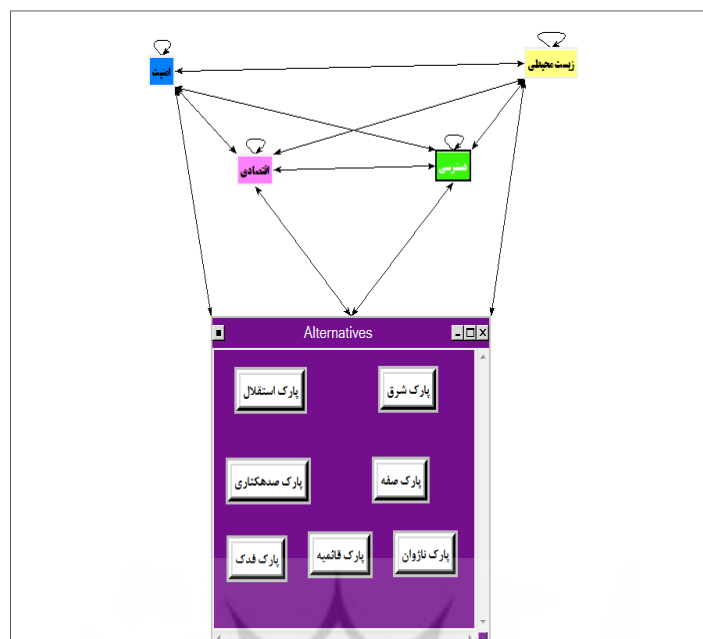 امنیت
زیست محیطی
اقتصادی
دسترسی
Alternatives
پارک شرق
پارک استقلال
پارک صفه
پارک صدهکتاری
پارک ناژوان
پارک قائمیه
پارک فدک